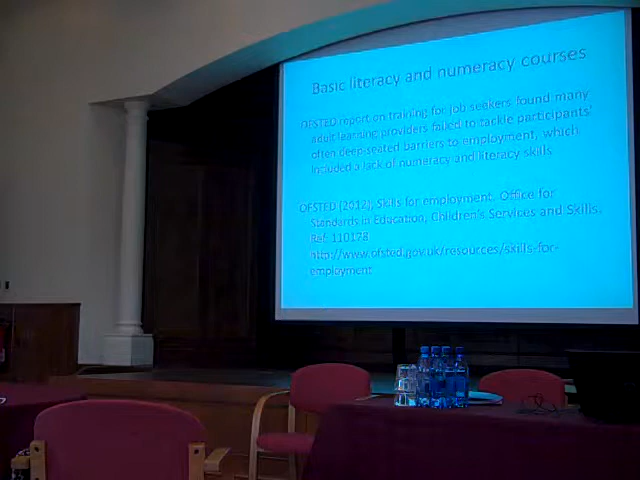 Basic literacy and numeracy courses
OFSTED report on training for job seekers found many
adult learning providers failed to tackle participants'
often deep-seated barriers to employment, which
included a lack of numeracy and literacy skills
OFSTED (2012), Skills for employment. Office for
Standards in Education, Children's Services and Skills.
Ref: 110178
http://www.ofsted.gov.uk/resources/skills-for-
employment